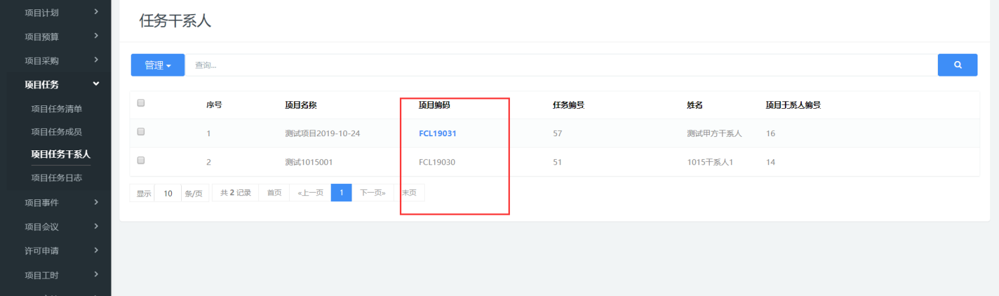 项目计划
项目预算
项目采购
项目任务
项目任务清单
项目任务成员
项目任务干系人
项目任务日志
项目事件
项目会议
许可申请
项目工时
任务干系人
管理 查询...
序号 项目名称 项目编码 任务编号 姓名 项目干系人编号
1 测试项目2019-10-24 FCL19031 57 测试甲方干系人 16
2 测试1015001 FCL19030 51 1015干系人1 14
显示 10 条/页 共 2 记录 首页 «上一页 1 下一页» 末页